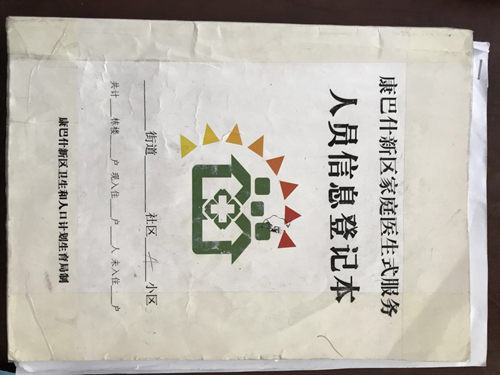 康巴什新区家庭医生式服务
人员信息登记本
街道 社区 小区
共计 栋楼 户 现入住 户 人 未入住 户
康巴什新区卫生和人口计划生育局制